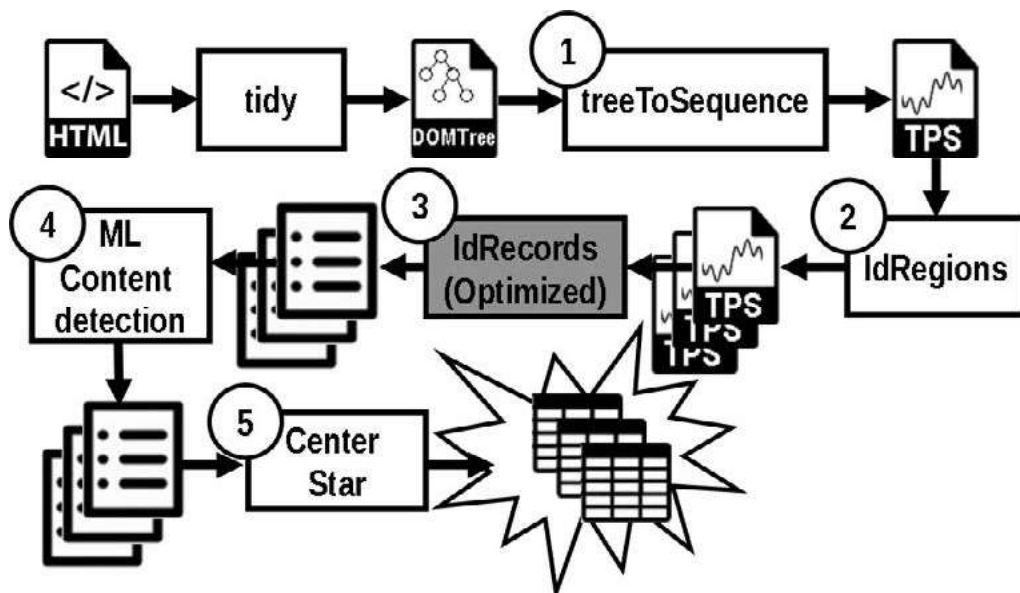 1
</>
HTML
tidy
DOMTree
treeToSequence
TPS
4
ML
Content
detection
3
IdRecords
(Optimized)
TPS
TPS
TPS
2
IdRegions
5
Center
Star